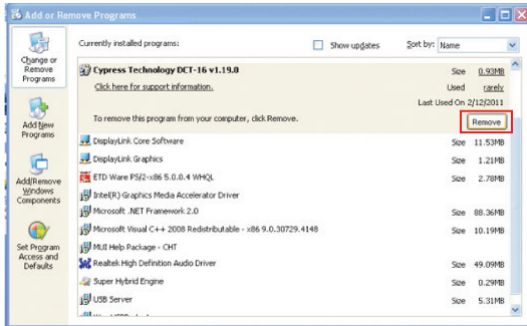 Add or Remove Programs
Change or
Remove
Programs
Add New
Programs
Add/Remove
Windows
Components
Set Program
Access and
Defaults
Currently installed programs:
Show updates
Sort by: Name
Cypress Technology DCT-16 v1.19.0
Size 0.93MB
Click here for support information.
Used rarely
Last Used On 2/12/2011
To remove this program from your computer, click Remove.
Remove
DisplayLink Core Software Size 11.53MB
DisplayLink Graphics Size 1.21MB
ETD Ware PS/2-x86 5.0.0.4 WHQL Size 2.78MB
Intel(R) Graphics Media Accelerator Driver
Microsoft .NET Framework 2.0 Size 88.36MB
Microsoft Visual C++ 2008 Redistributable - x86 9.0.30729.4148 Size 10.19MB
MUI Help Package - CHT
Realtek High Definition Audio Driver Size 49.09MB
Super Hybrid Engine Size 0.29MB
USB Server Size 5.31MB